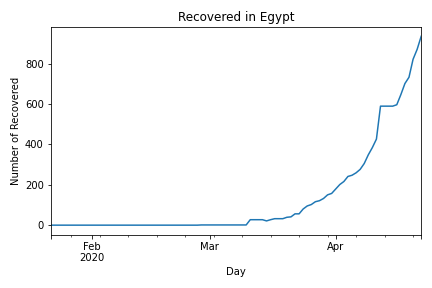 Recovered in Egypt
Number of Recovered
800
600
400
200
0
Feb
2020
Mar
Apr
Day